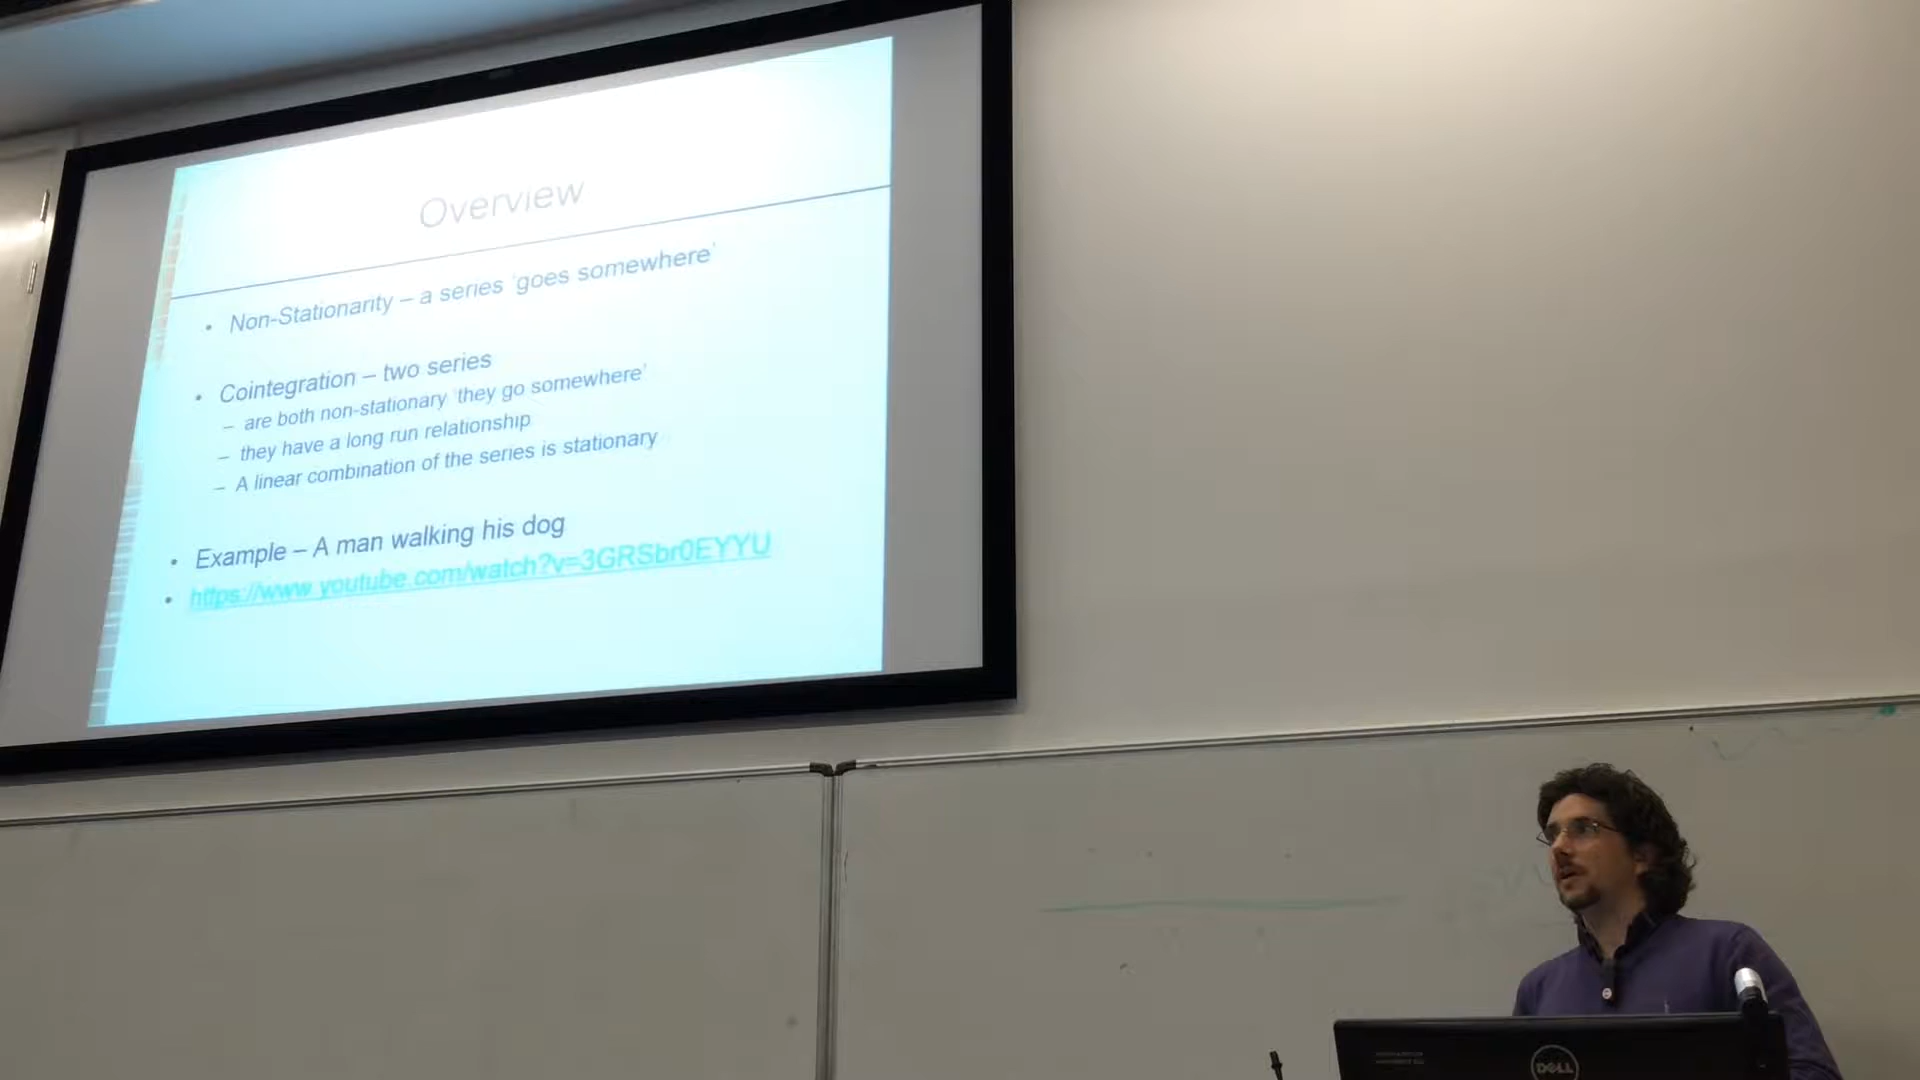 Overview
• Non-Stationarity – a series 'goes somewhere'
• Cointegration – two series
– are both non-stationary 'they go somewhere'
– they have a long run relationship
– A linear combination of the series is stationary
• Example – A man walking his dog
• https://www.youtube.com/watch?v=3GRSbr0EYYU
DELL